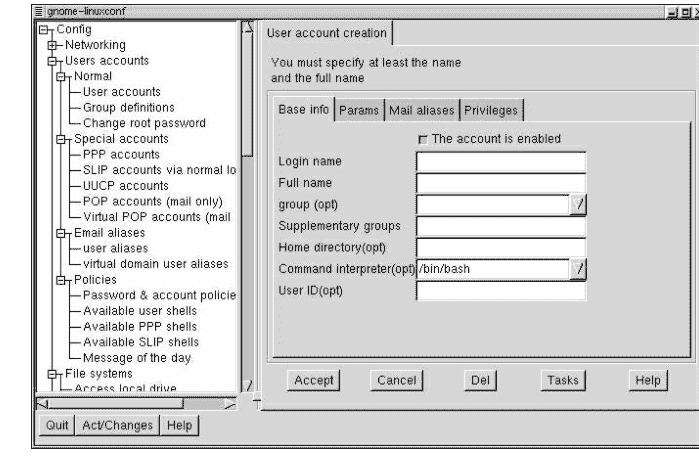 gnome-linuxconf
Config
Networking
Users accounts
Normal
User accounts
Group definitions
Change root password
Special accounts
PPP accounts
SLIP accounts via normal lo
UUCP accounts
POP accounts (mail only)
Virtual POP accounts (mail
Email aliases
user aliases
virtual domain user aliases
Policies
Password & account policie
Available user shells
Available PPP shells
Available SLIP shells
Message of the day
File systems
Access local drive
Quit Act/Changes Help
User account creation
You must specify at least the name
and the full name
Base info Params Mail aliases Privileges
The account is enabled
Login name
Full name
group (opt)
Supplementary groups
Home directory(opt)
Command interpreter(opt) /bin/bash
User ID(opt)
Accept Cancel Del Tasks Help